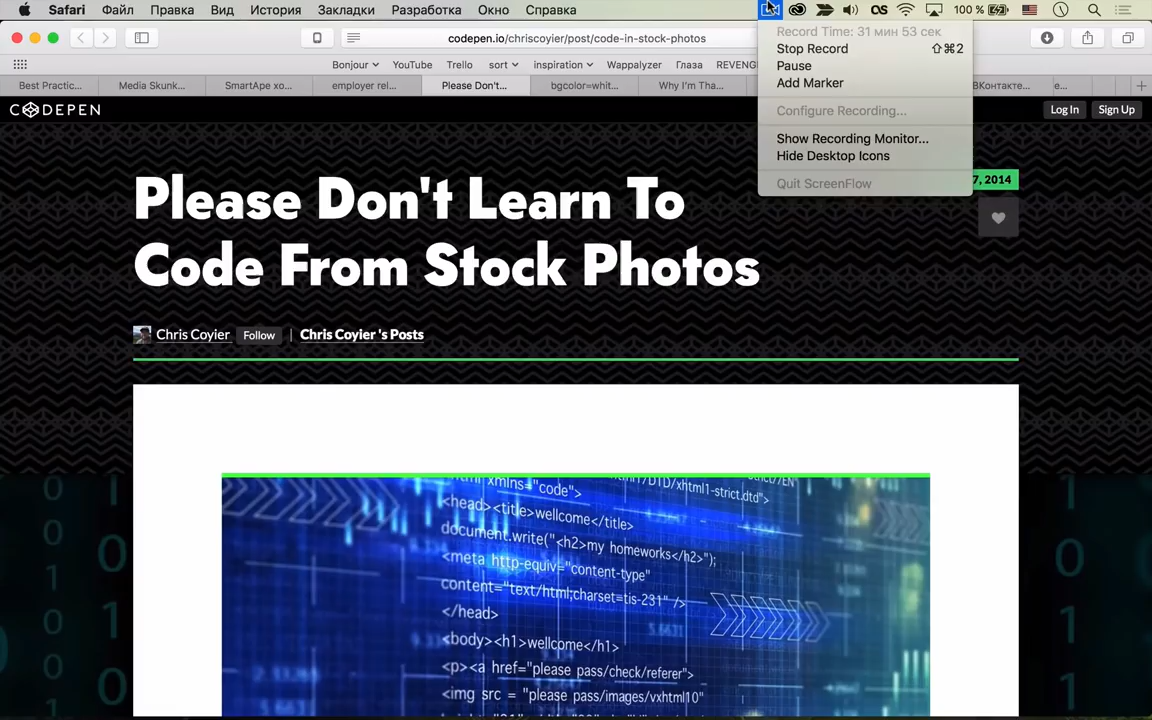 Safari Файл Правка Вид История Закладки Разработка Окно Справка 100 %
codepen.io/chriscoyier/post/code-in-stock-photos
Bonjour YouTube Trello sort inspiration Wappalyzer Глаза REVENG
Best Practic... Media Skunk... SmartApe хо... employer rel... Please Don't... bgcolor=whit... Why I'm Tha... ВКонтакте... e...
Record Time: 31 мин 53 сек
Stop Record ⇧⌘2
Pause
Add Marker
Configure Recording...
Show Recording Monitor...
Hide Desktop Icons
Quit ScreenFlow
CODEPEN Log In Sign Up
7, 2014
Please Don't Learn To
Code From Stock Photos
Chris Coyier Follow | Chris Coyier 's Posts
xmlns="code">
/DTD/xhtml1-strict.dtd">
<head><title>wellcome</title>
document.write("<h2>my homeworks</h2>");
<meta http-equiv="content-type"
content="text/html;charset=tis-231" />
</head>
<body><h1>wellcome</h1>
<p><a href="please pass/check/referer">
<img src = "please pass/images/vxhtml10"